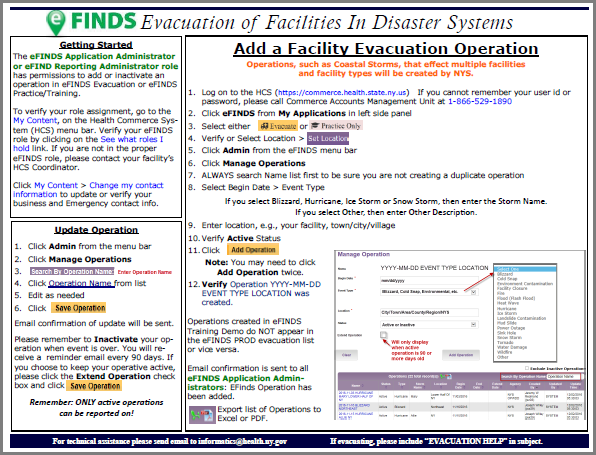 eFINDS Evacuation of Facilities In Disaster Systems
Getting Started
The eFINDS Application Administrator
or eFIND Reporting Administrator role
has permissions to add or inactivate an
operation in eFINDS Evacuation or eFINDS
Practice/Training.
To verify your role assignment, go to the
My Content, on the Health Commerce Sys-
tem (HCS) menu bar. Verify your eFINDS
role by clicking on the See what roles I
hold link. If you are not in the proper
eFINDS role, please contact your facility's
HCS Coordinator.
Click My Content > Change my contact
information to update or verify your
business and Emergency contact info.
Update Operation
1. Click Admin from the menu bar
2. Click Manage Operations
3. Search By Operation Name Enter Operation Name
4. Click Operation Name from list
5. Edit as needed
6. Click Save Operation
Email confirmation of update will be sent.
Please remember to Inactivate your op-
eration when event is over. You will re-
ceive a reminder email every 90 days. If
you choose to keep your operative active,
please click the Extend Operation check
box and click Save Operation
Remember: ONLY active operations
can be reported on!
Add a Facility Evacuation Operation
Operations, such as Coastal Storms, that effect multiple facilities
and facility types will be created by NYS.
1. Log on to the HCS (https://commerce.health.state.ny.us) If you cannot remember your user id or
password, please call Commerce Accounts Management Unit at 1-866-529-1890
2. Click eFINDS from My Applications in left side panel
3. Select either Evacuate or Practice Only
4. Verify or Select Location > Set Location
5. Click Admin from the eFINDS menu bar
6. Click Manage Operations
7. ALWAYS search Name list first to be sure you are not creating a duplicate operation
8. Select Begin Date > Event Type
If you select Blizzard, Hurricane, Ice Storm or Snow Storm, then enter the Storm Name.
If you select Other, then enter Other Description.
9. Enter location, e.g., your facility, town/city/village
10. Verify Active Status
11. Click Add Operation
Note: You may need to click
Add Operation twice.
12. Verify Operation YYYY-MM-DD
EVENT TYPE LOCATION was
created.
Operations created in eFINDS
Training Demo do NOT appear in
the eFINDS PROD evacuation list
or vice versa.
Email confirmation is sent to all
eFINDS Application Admin-
istrators: EFinds Operation has
been added.
Export list of Operations to
Excel or PDF.
Manage Operation
Name YYYY-MM-DD EVENT TYPE LOCATION
Begin Date mm/dd/yyyy
Event Type Blizzard, Cold Snap, Environmental, etc.
Location City/Town/Area/County/Region/NYS
Status Active or Inactive
Extend Operation
Will only display
when active
operation is 90 or
more days old
Clear Add Operation
Select One
Blizzard
Cold Snap
Environment Contamination
Facility Closure
Fire
Flood (Flash Flood)
Heat Wave
Hurricane
Ice Storm
Landslide Contamination
Mud Slide
Power Outage
Sink Hole
Snow Storm
Tornado
Water Damage
Wildfire
Other
Exclude Inactive Operations
Search By Operation Name Operation Name
For technical assistance please send email to informatics@health.ny.gov If evacuating, please include "EVACUATION HELP" in subject.